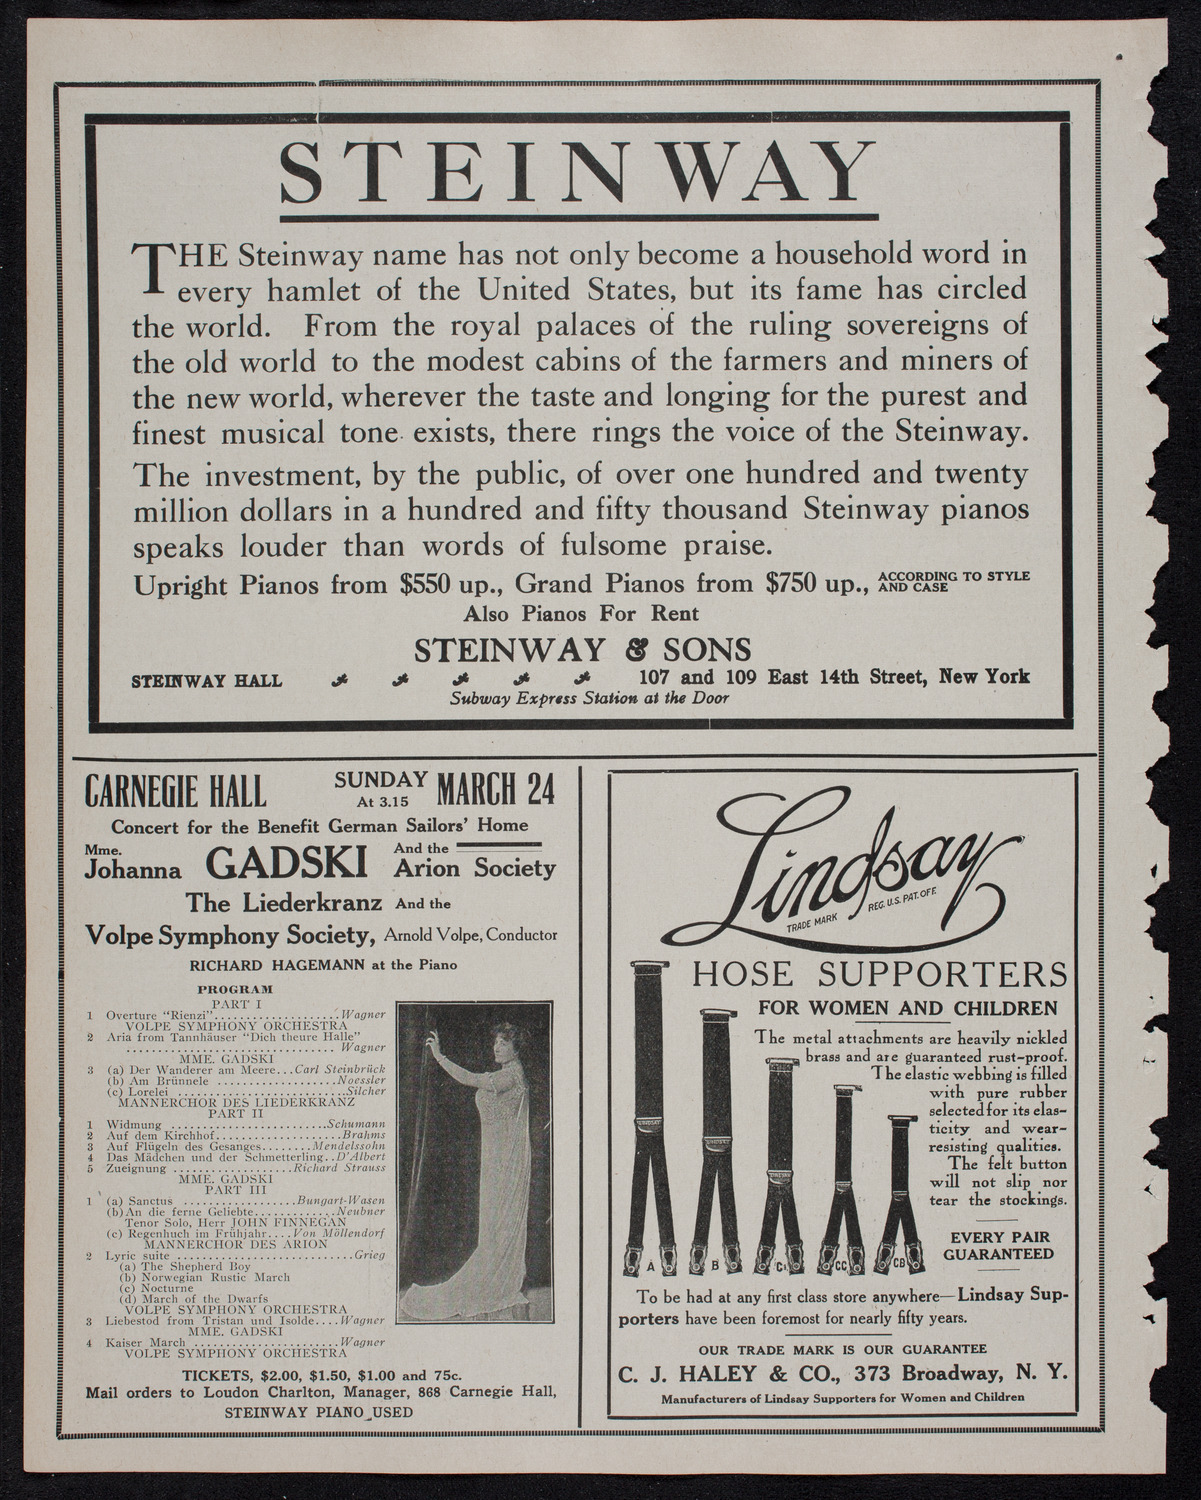 STEINWAY
THE Steinway name has not only become a household word in
every hamlet of the United States, but its fame has circled
the world. From the royal palaces of the ruling sovereigns of
the old world to the modest cabins of the farmers and miners of
the new world, wherever the taste and longing for the purest and
finest musical tone exists, there rings the voice of the Steinway.
The investment, by the public, of over one hundred and twenty
million dollars in a hundred and fifty thousand Steinway pianos
speaks louder than words of fulsome praise.
Upright Pianos from $550 up., Grand Pianos from $750 up., ACCORDING TO STYLE AND CASE
Also Pianos For Rent
STEINWAY & SONS
STEINWAY HALL 107 and 109 East 14th Street, New York
Subway Express Station at the Door
CARNEGIE HALL SUNDAY At 3.15 MARCH 24
Concert for the Benefit German Sailors' Home
Mme. Johanna GADSKI And the Arion Society
The Liederkranz And the
Volpe Symphony Society, Arnold Volpe, Conductor
RICHARD HAGEMANN at the Piano
PROGRAM
PART I
1 Overture "Rienzi"....................Wagner
VOLPE SYMPHONY ORCHESTRA
2 Aria from Tannhäuser "Dich theure Halle"
................................ Wagner
MME. GADSKI
3 (a) Der Wanderer am Meere...Carl Steinbrück
(b) Am Brünnele ..................Noessler
(c) Lorelei .........................Silcher
MANNERCHOR DES LIEDERKRANZ
PART II
1 Widmung ........................Schumann
2 Auf dem Kirchhof...................Brahms
3 Auf Flügeln des Gesanges........Mendelssohn
4 Das Mädchen und der Schmetterling..D'Albert
5 Zueignung ..................Richard Strauss
MME. GADSKI
PART III
1 (a) Sanctus .................Bungart-Wasen
(b) An die ferne Geliebte............Neubner
Tenor Solo, Herr JOHN FINNEGAN
(c) Regenhuch im Frühjahr....Von Möllendorf
MANNERCHOR DES ARION
2 Lyric suite ...........................Grieg
(a) The Shepherd Boy
(b) Norwegian Rustic March
(c) Nocturne
(d) March of the Dwarfs
VOLPE SYMPHONY ORCHESTRA
3 Liebestod from Tristan und Isolde....Wagner
MME. GADSKI
4 Kaiser March ......................Wagner
VOLPE SYMPHONY ORCHESTRA
TICKETS, $2.00, $1.50, $1.00 and 75c.
Mail orders to Loudon Charlton, Manager, 868 Carnegie Hall,
STEINWAY PIANO USED
Lindsay
TRADE MARK REG. U.S. PAT. OFF.
HOSE SUPPORTERS
FOR WOMEN AND CHILDREN
The metal attachments are heavily nickled
brass and are guaranteed rust-proof.
The elastic webbing is filled
with pure rubber
selected for its elas-
ticity and wear-
resisting qualities.
The felt button
will not slip nor
tear the stockings.
EVERY PAIR
GUARANTEED
A B C CC CB
To be had at any first class store anywhere—Lindsay Sup-
porters have been foremost for nearly fifty years.
OUR TRADE MARK IS OUR GUARANTEE
C. J. HALEY & CO., 373 Broadway, N. Y.
Manufacturers of Lindsay Supporters for Women and Children